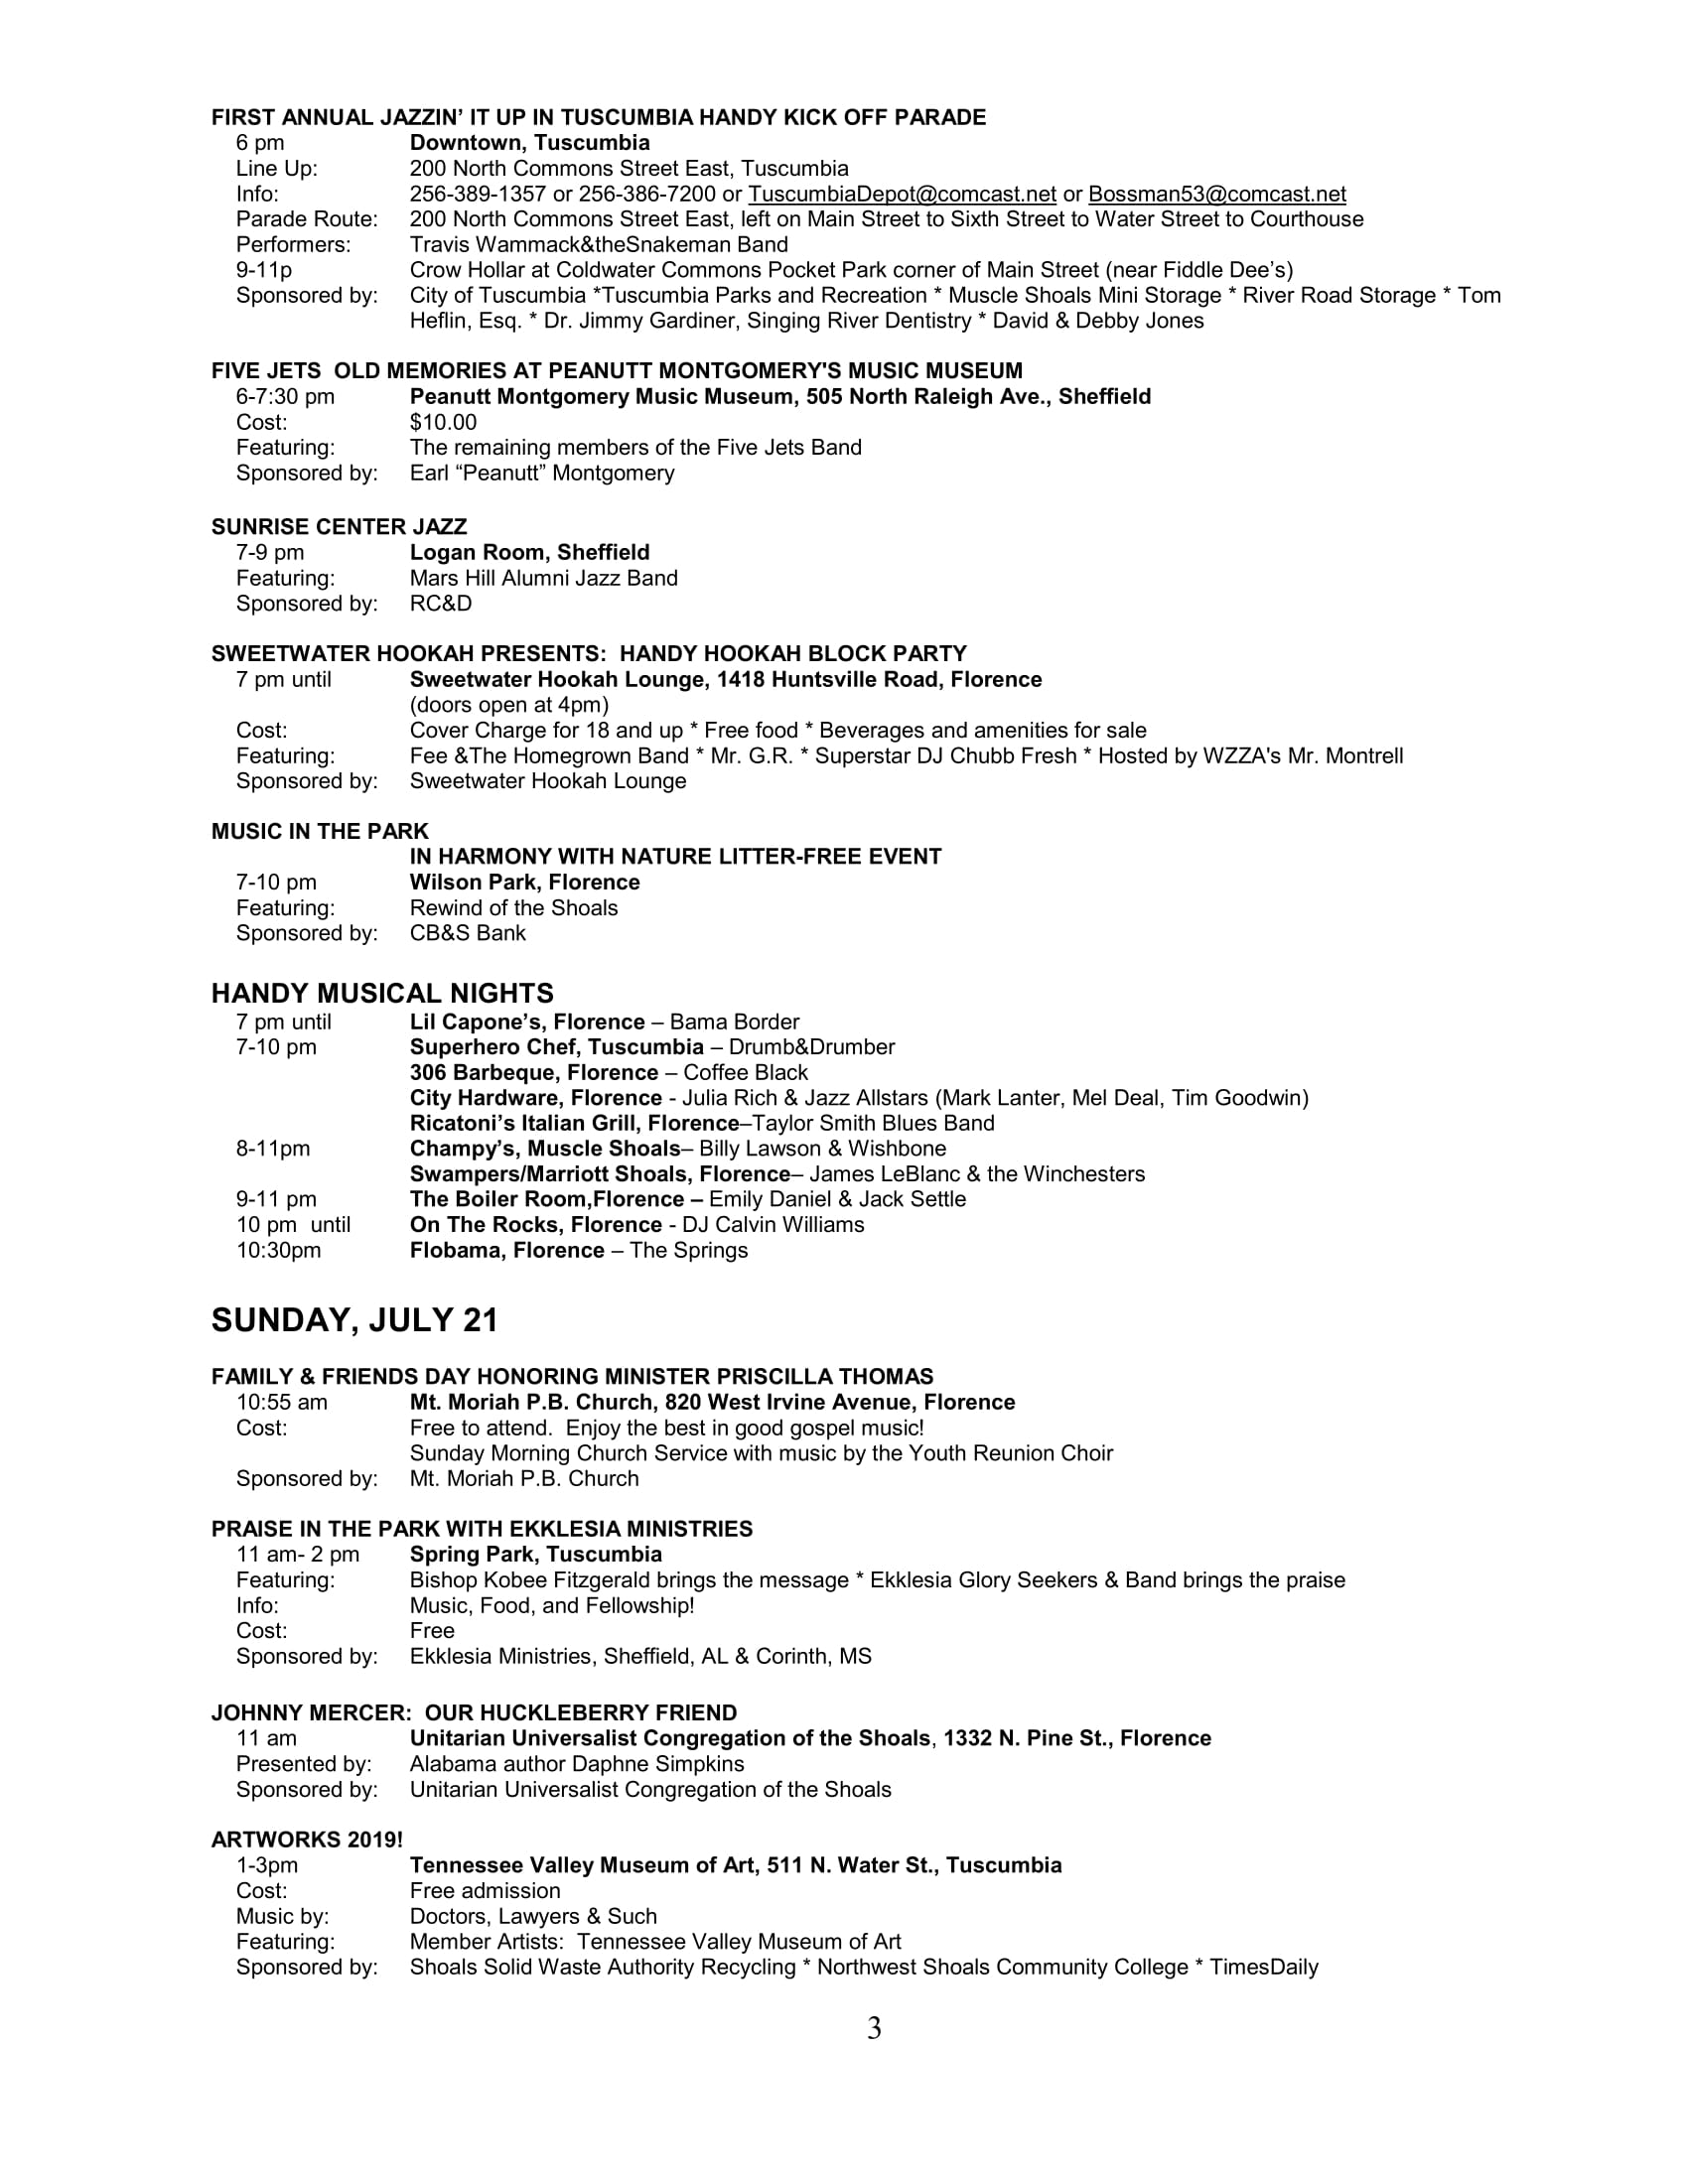 FIRST ANNUAL JAZZIN’ IT UP IN TUSCUMBIA HANDY KICK OFF PARADE
6 pm Downtown, Tuscumbia
Line Up: 200 North Commons Street East, Tuscumbia
Info: 256-389-1357 or 256-386-7200 or TuscumbiaDepot@comcast.net or Bossman53@comcast.net
Parade Route: 200 North Commons Street East, left on Main Street to Sixth Street to Water Street to Courthouse
Performers: Travis Wammack&theSnakeman Band
9-11p Crow Hollar at Coldwater Commons Pocket Park corner of Main Street (near Fiddle Dee’s)
Sponsored by: City of Tuscumbia *Tuscumbia Parks and Recreation * Muscle Shoals Mini Storage * River Road Storage * Tom
Heflin, Esq. * Dr. Jimmy Gardiner, Singing River Dentistry * David & Debby Jones
FIVE JETS  OLD MEMORIES AT PEANUTT MONTGOMERY'S MUSIC MUSEUM
6-7:30 pm Peanutt Montgomery Music Museum, 505 North Raleigh Ave., Sheffield
Cost: $10.00
Featuring: The remaining members of the Five Jets Band
Sponsored by: Earl “Peanutt” Montgomery
SUNRISE CENTER JAZZ
7-9 pm Logan Room, Sheffield
Featuring: Mars Hill Alumni Jazz Band
Sponsored by: RC&D
SWEETWATER HOOKAH PRESENTS:  HANDY HOOKAH BLOCK PARTY
7 pm until Sweetwater Hookah Lounge, 1418 Huntsville Road, Florence
(doors open at 4pm)
Cost: Cover Charge for 18 and up * Free food * Beverages and amenities for sale
Featuring: Fee &The Homegrown Band * Mr. G.R. * Superstar DJ Chubb Fresh * Hosted by WZZA's Mr. Montrell
Sponsored by: Sweetwater Hookah Lounge
MUSIC IN THE PARK
IN HARMONY WITH NATURE LITTER-FREE EVENT
7-10 pm Wilson Park, Florence
Featuring: Rewind of the Shoals
Sponsored by: CB&S Bank
HANDY MUSICAL NIGHTS
7 pm until Lil Capone’s, Florence – Bama Border
7-10 pm Superhero Chef, Tuscumbia – Drumb&Drumber
306 Barbeque, Florence – Coffee Black
City Hardware, Florence - Julia Rich & Jazz Allstars (Mark Lanter, Mel Deal, Tim Goodwin)
Ricatoni’s Italian Grill, Florence–Taylor Smith Blues Band
8-11pm Champy’s, Muscle Shoals– Billy Lawson & Wishbone
Swampers/Marriott Shoals, Florence– James LeBlanc & the Winchesters
9-11 pm The Boiler Room,Florence – Emily Daniel & Jack Settle
10 pm  until On The Rocks, Florence - DJ Calvin Williams
10:30pm Flobama, Florence – The Springs
SUNDAY, JULY 21
FAMILY & FRIENDS DAY HONORING MINISTER PRISCILLA THOMAS
10:55 am Mt. Moriah P.B. Church, 820 West Irvine Avenue, Florence
Cost: Free to attend.  Enjoy the best in good gospel music!
Sunday Morning Church Service with music by the Youth Reunion Choir
Sponsored by: Mt. Moriah P.B. Church
PRAISE IN THE PARK WITH EKKLESIA MINISTRIES
11 am- 2 pm Spring Park, Tuscumbia
Featuring: Bishop Kobee Fitzgerald brings the message * Ekklesia Glory Seekers & Band brings the praise
Info: Music, Food, and Fellowship!
Cost: Free
Sponsored by: Ekklesia Ministries, Sheffield, AL & Corinth, MS
JOHNNY MERCER:  OUR HUCKLEBERRY FRIEND
11 am Unitarian Universalist Congregation of the Shoals, 1332 N. Pine St., Florence
Presented by: Alabama author Daphne Simpkins
Sponsored by: Unitarian Universalist Congregation of the Shoals
ARTWORKS 2019!
1-3pm Tennessee Valley Museum of Art, 511 N. Water St., Tuscumbia
Cost: Free admission
Music by: Doctors, Lawyers & Such
Featuring: Member Artists:  Tennessee Valley Museum of Art
Sponsored by: Shoals Solid Waste Authority Recycling * Northwest Shoals Community College * TimesDaily
3